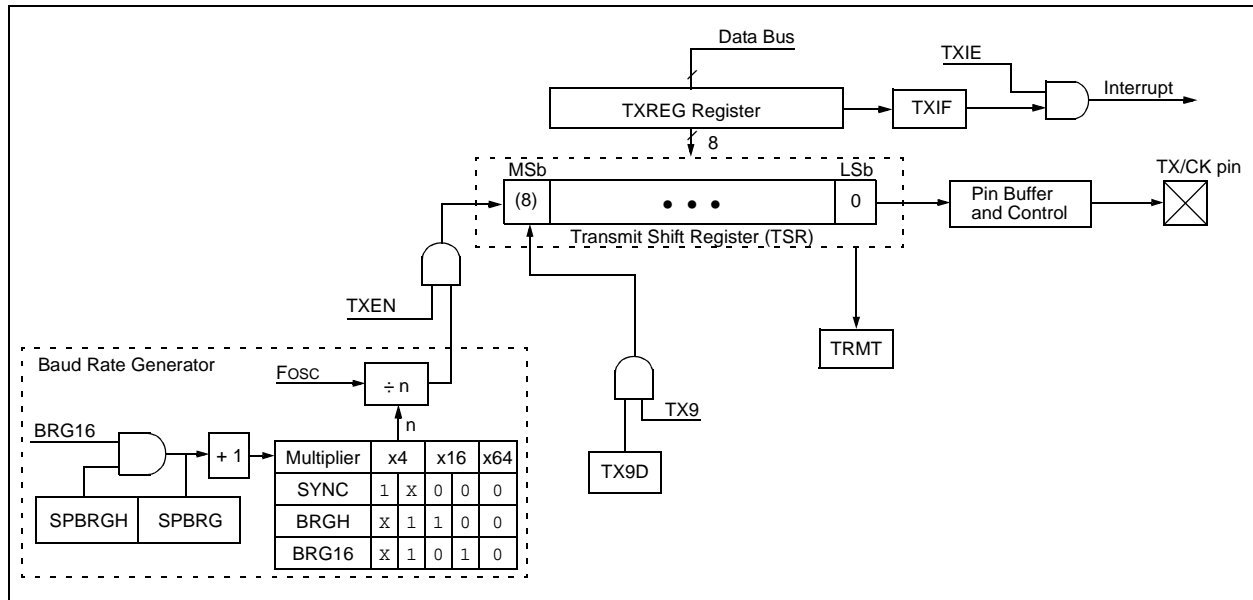 Data Bus
TXIE
Interrupt
TXREG Register
TXIF
8
MSb
LSb
TX/CK pin
(8)
• • •
0
Pin Buffer
and Control
Transmit Shift Register (TSR)
TXEN
TRMT
Baud Rate Generator
FOSC
÷ n
TX9
n
BRG16
+ 1
Multiplier x4 x16 x64
TX9D
SYNC 1 X 0 0 0
SPBRGH SPBRG
BRGH X 1 1 0 0
BRG16 X 1 0 1 0